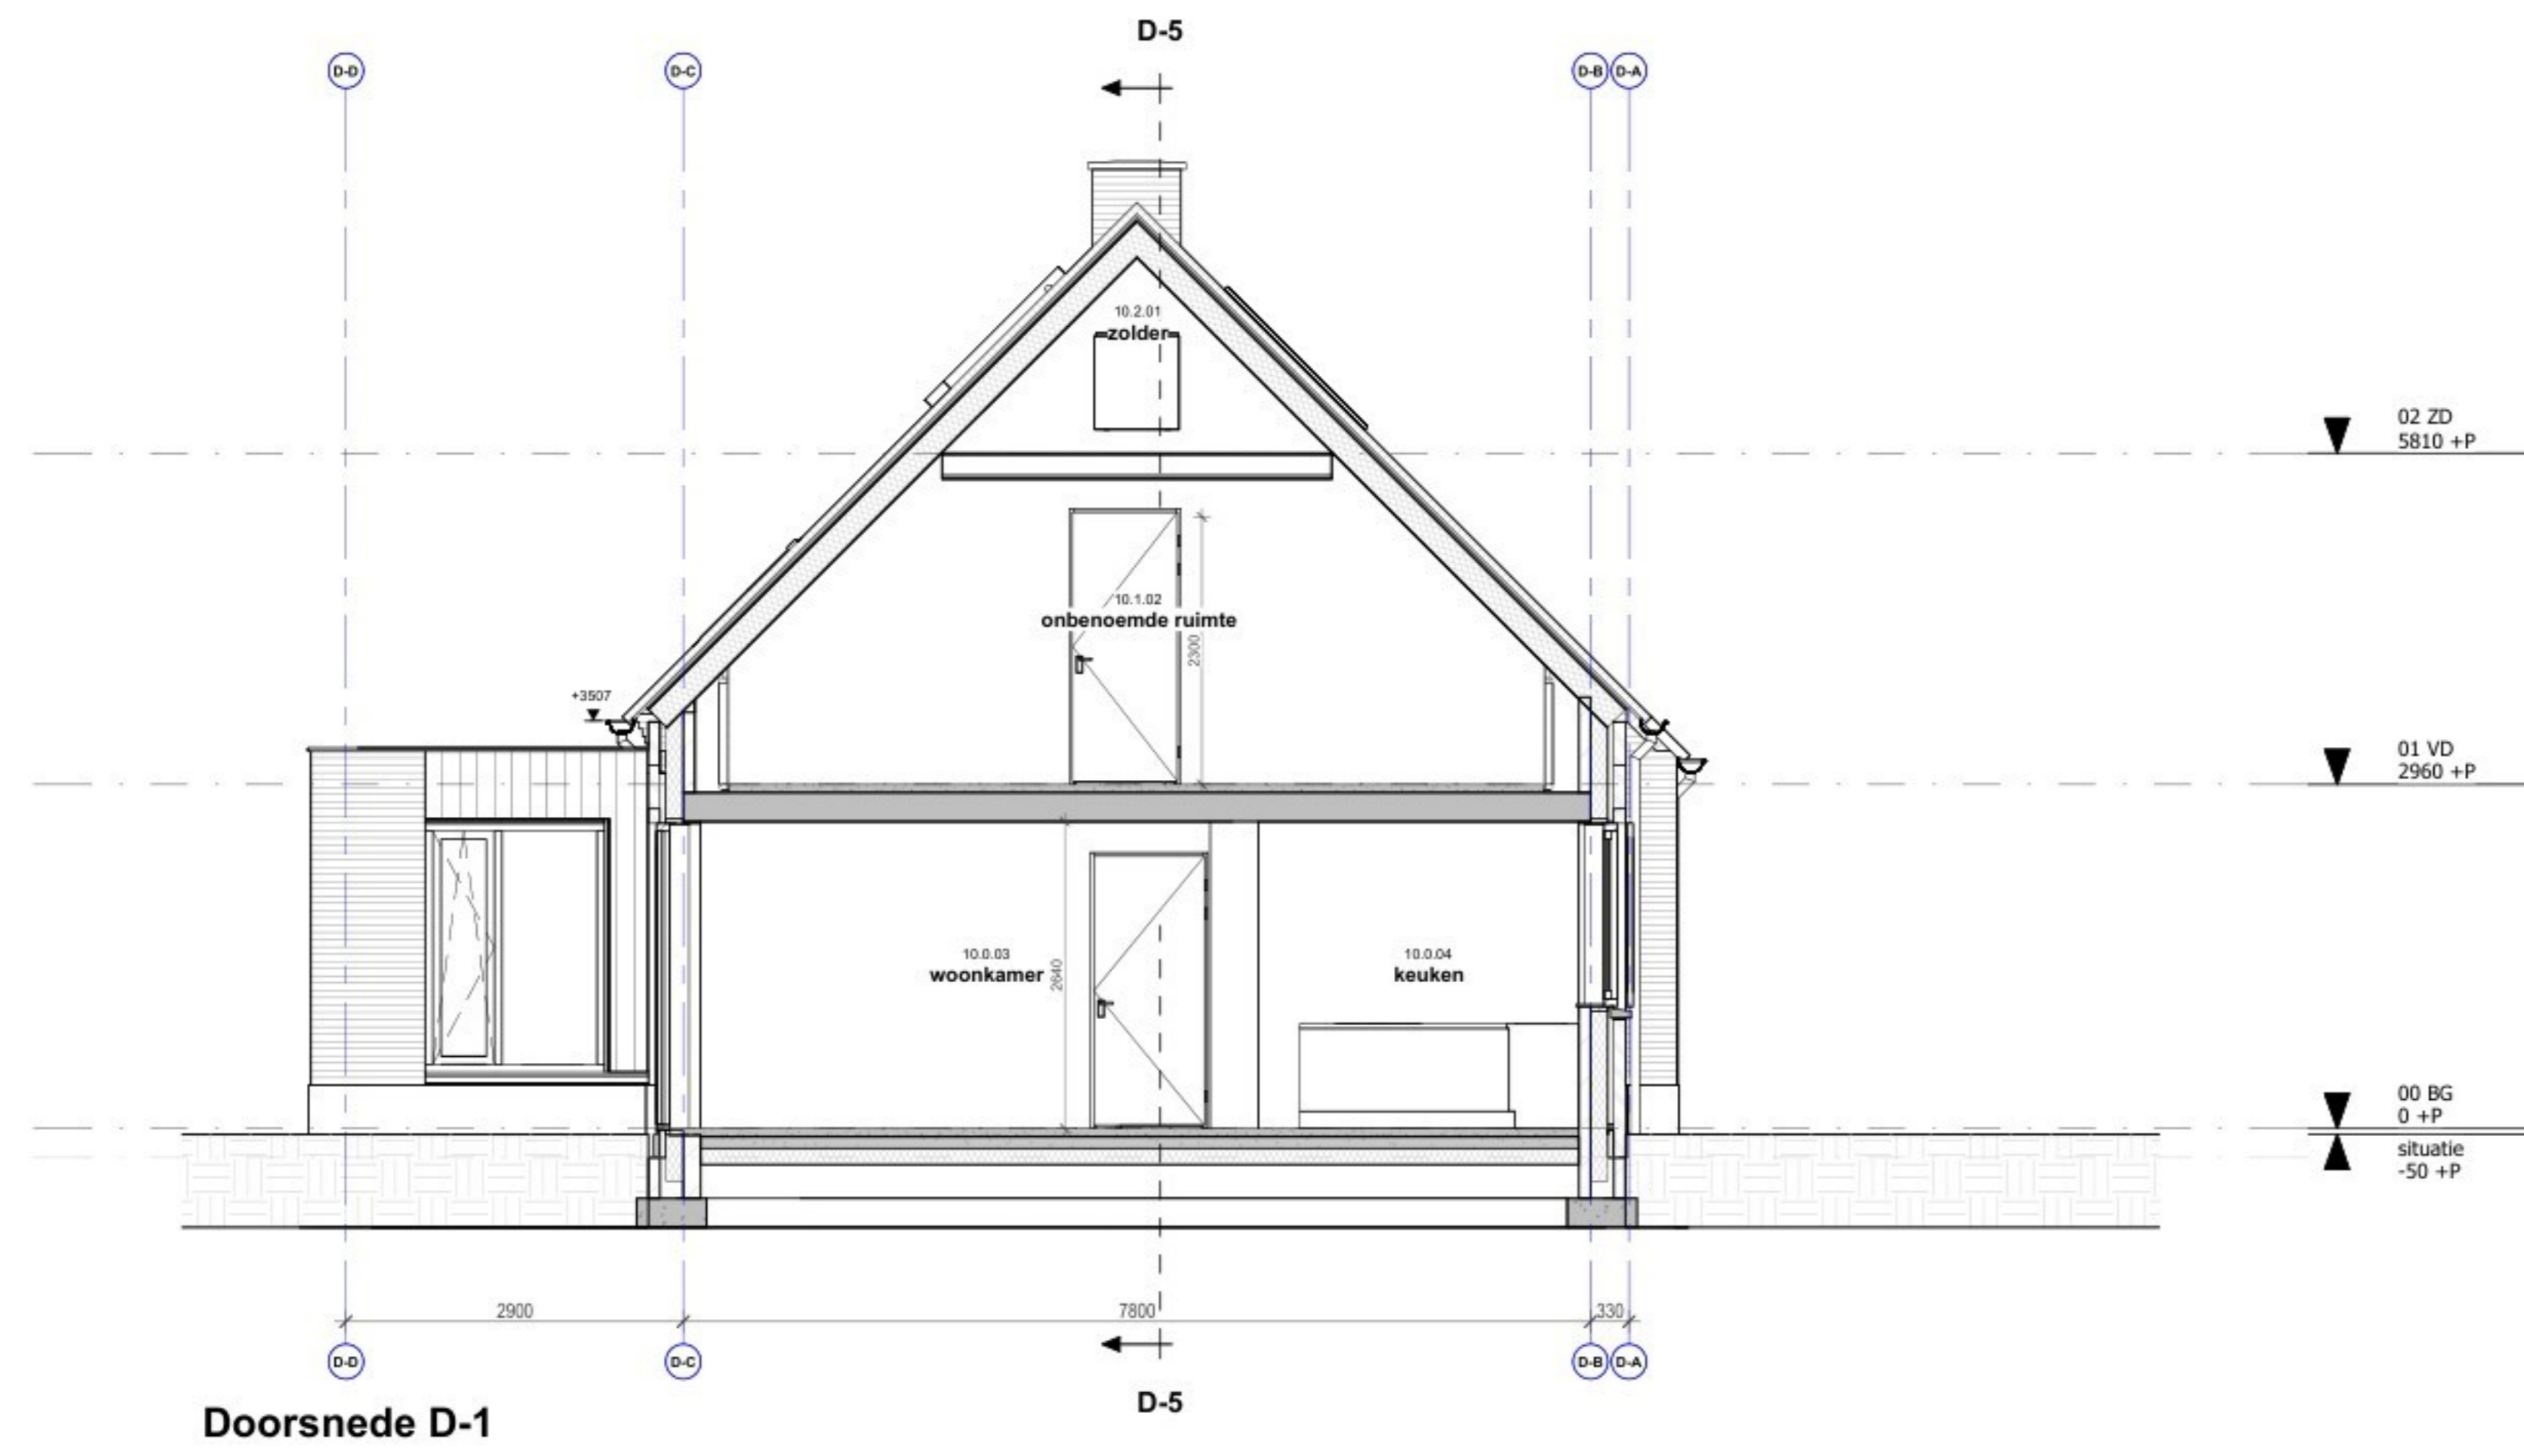 D-5
D-D
D-C
D-B
D-A
10.2.01
zolder
02 ZD
5810 +P
10.1.02
onbenoemde ruimte
2300
+3507
01 VD
2960 +P
10.0.03
woonkamer
2640
10.0.04
keuken
00 BG
0 +P
situatie
-50 +P
2900
7800
330
D-D
D-C
D-B
D-A
D-5
Doorsnede D-1